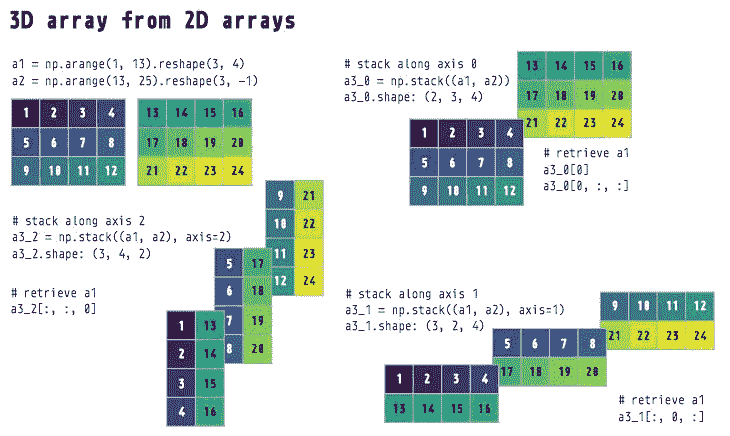 3D array from 2D arrays
a1 = np.arange(1, 13).reshape(3, 4)
a2 = np.arange(13, 25).reshape(3, -1)
1 2 3 4
5 6 7 8
9 10 11 12
13 14 15 16
17 18 19 20
21 22 23 24
# stack along axis 0
a3_0 = np.stack((a1, a2))
a3_0.shape: (2, 3, 4)
13 14 15 16
17 18 19 20
21 22 23 24
1 2 3 4
5 6 7 8
9 10 11 12
# retrieve a1
a3_0[0]
a3_0[0, :, :]
# stack along axis 2
a3_2 = np.stack((a1, a2), axis=2)
a3_2.shape: (3, 4, 2)
# retrieve a1
a3_2[:, :, 0]
9 21
10 22
11 23
12 24
5 17
6 18
7 19
8 20
1 13
2 14
3 15
4 16
# stack along axis 1
a3_1 = np.stack((a1, a2), axis=1)
a3_1.shape: (3, 2, 4)
9 10 11 12
21 22 23 24
5 6 7 8
17 18 19 20
1 2 3 4
13 14 15 16
# retrieve a1
a3_1[:, 0, :]